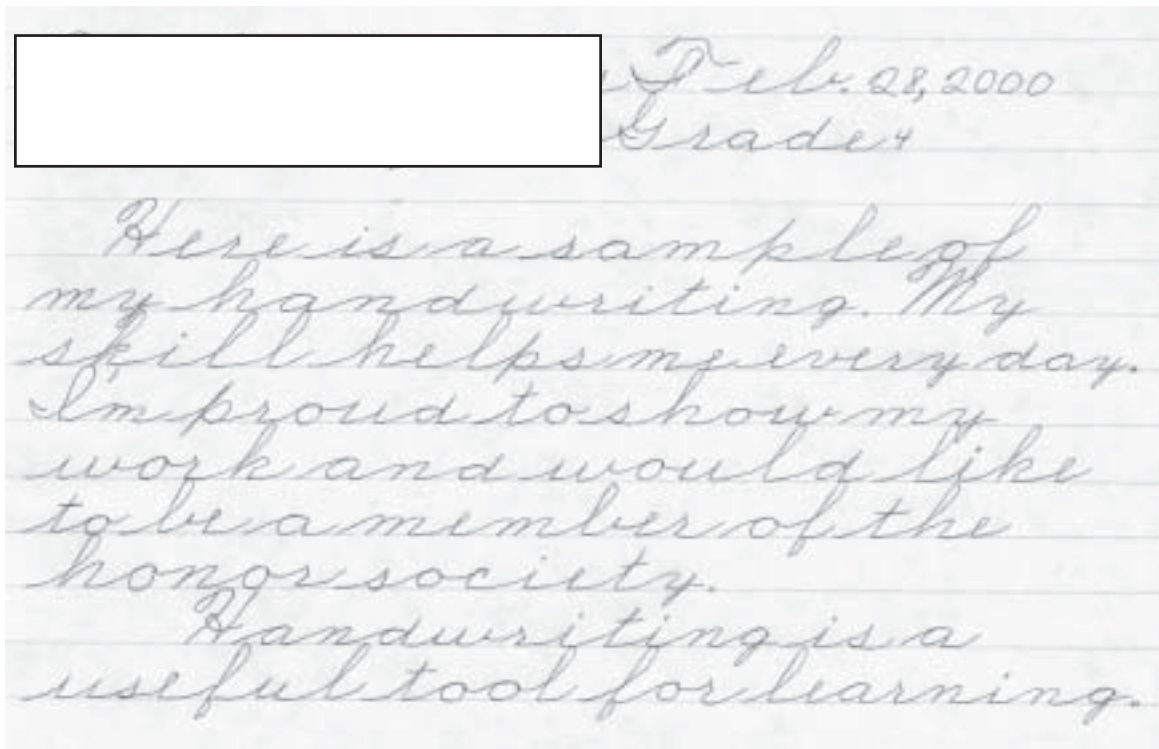 Feb. 28, 2000
Grade 4
Here is a sample of
my handwriting. My
skill helps me every day.
I'm proud to show my
work and would like
to be a member of the
honor society.
Handwriting is a
useful tool for learning.